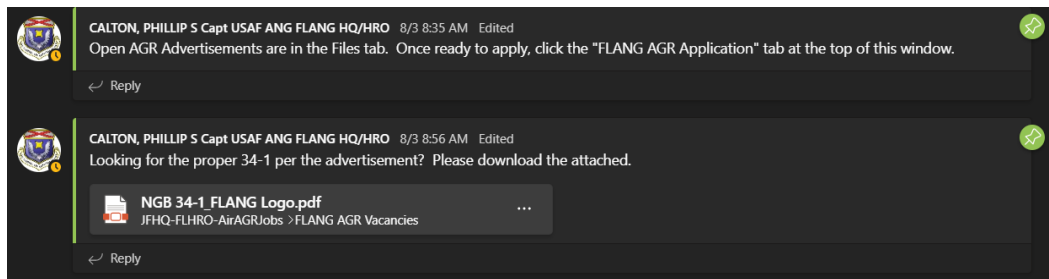 CALTON, PHILLIP S Capt USAF ANG FLANG HQ/HRO 8/3 8:35 AM Edited
Open AGR Advertisements are in the Files tab. Once ready to apply, click the "FLANG AGR Application" tab at the top of this window.
Reply
CALTON, PHILLIP S Capt USAF ANG FLANG HQ/HRO 8/3 8:56 AM Edited
Looking for the proper 34-1 per the advertisement? Please download the attached.
NGB 34-1_FLANG Logo.pdf
...
JFHQ-FLHRO-AirAGRJobs >FLANG AGR Vacancies
Reply